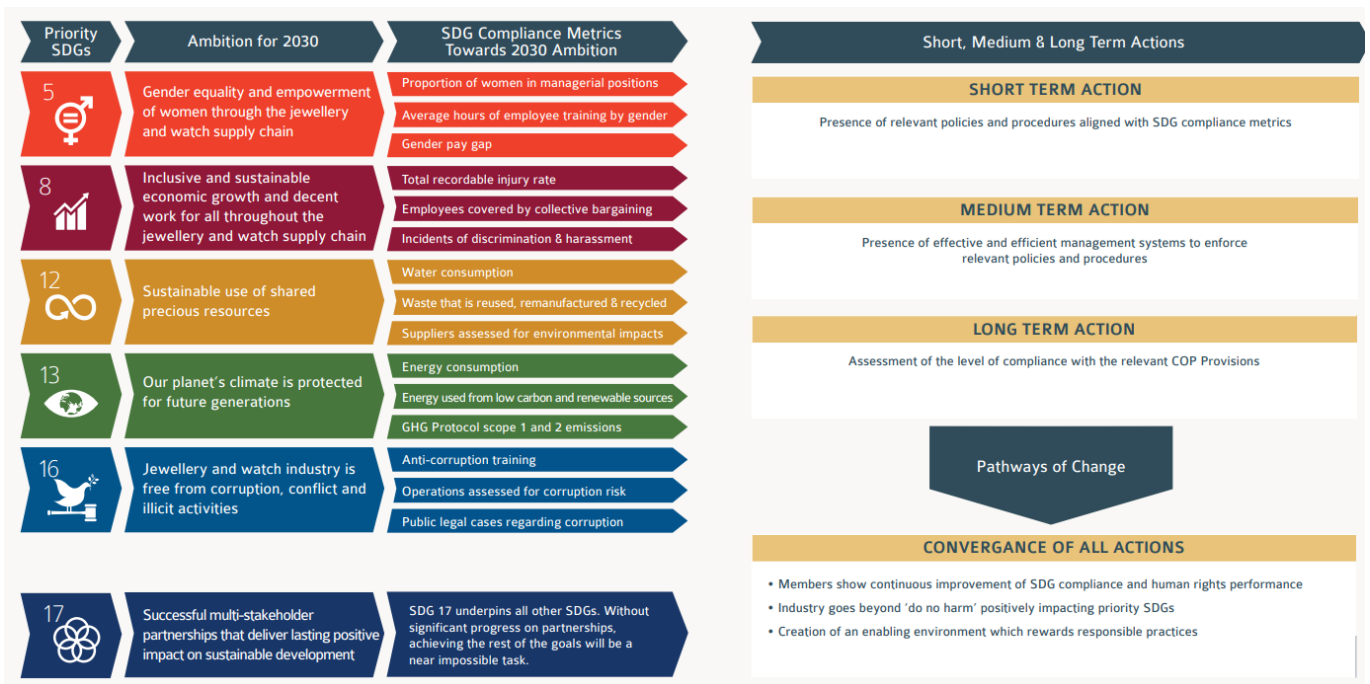 Priority
SDGs
Ambition for 2030
SDG Compliance Metrics
Towards 2030 Ambition
5
Gender equality and empowerment
of women through the jewellery
and watch supply chain
Proportion of women in managerial positions
Average hours of employee training by gender
Gender pay gap
8
Inclusive and sustainable
economic growth and decent
work for all throughout the
jewellery and watch supply chain
Total recordable injury rate
Employees covered by collective bargaining
Incidents of discrimination & harassment
12
Sustainable use of shared
precious resources
Water consumption
Waste that is reused, remanufactured & recycled
Suppliers assessed for environmental impacts
13
Our planet's climate is protected
for future generations
Energy consumption
Energy used from low carbon and renewable sources
GHG Protocol scope 1 and 2 emissions
16
Jewellery and watch industry is
free from corruption, conflict and
illicit activities
Anti-corruption training
Operations assessed for corruption risk
Public legal cases regarding corruption
17
Successful multi-stakeholder
partnerships that deliver lasting positive
impact on sustainable development
SDG 17 underpins all other SDGs. Without
significant progress on partnerships,
achieving the rest of the goals will be a
near impossible task.
Short, Medium & Long Term Actions
SHORT TERM ACTION
Presence of relevant policies and procedures aligned with SDG compliance metrics
MEDIUM TERM ACTION
Presence of effective and efficient management systems to enforce
relevant policies and procedures
LONG TERM ACTION
Assessment of the level of compliance with the relevant COP Provisions
Pathways of Change
CONVERGANCE OF ALL ACTIONS
• Members show continuous improvement of SDG compliance and human rights performance
• Industry goes beyond 'do no harm' positively impacting priority SDGs
• Creation of an enabling environment which rewards responsible practices